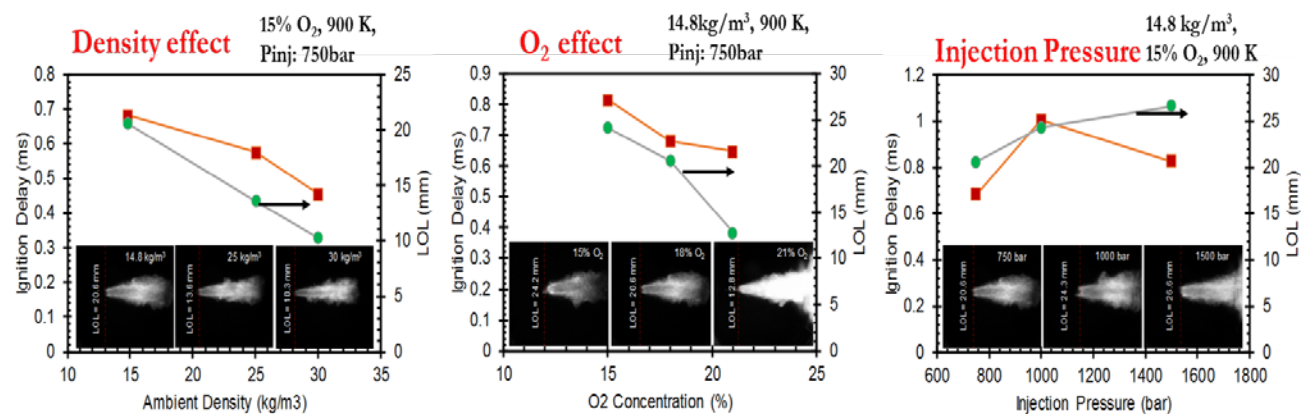 Density effect
15% O₂, 900 K,
Pinj: 750bar
0.8
0.7
0.6
0.5
0.4
0.3
0.2
0.1
0
Ignition Delay (ms)
25
20
15
10
5
0
LOL (mm)
14.8 kg/m³
25 kg/m³
30 kg/m³
LOL = 20.6 mm
LOL = 13.6 mm
LOL = 10.3 mm
10 15 20 25 30 35
Ambient Density (kg/m3)
O₂ effect
14.8kg/m³, 900 K,
Pinj: 750bar
0.9
0.8
0.7
0.6
0.5
0.4
0.3
0.2
0.1
0
Ignition Delay (ms)
30
25
20
15
10
5
0
LOL (mm)
15% O₂
18% O₂
21% O₂
LOL = 24.2 mm
LOL = 20.6 mm
LOL = 12.8 mm
10 15 20 25
O2 Concentration (%)
Injection Pressure
14.8 kg/m³,
15% O₂, 900 K
1.2
1
0.8
0.6
0.4
0.2
0
Ignition Delay (ms)
30
25
20
15
10
5
0
LOL (mm)
750 bar
1000 bar
1500 bar
LOL = 20.6 mm
LOL = 24.3 mm
LOL = 26.6 mm
600 800 1000 1200 1400 1600 1800
Injection Pressure (bar)